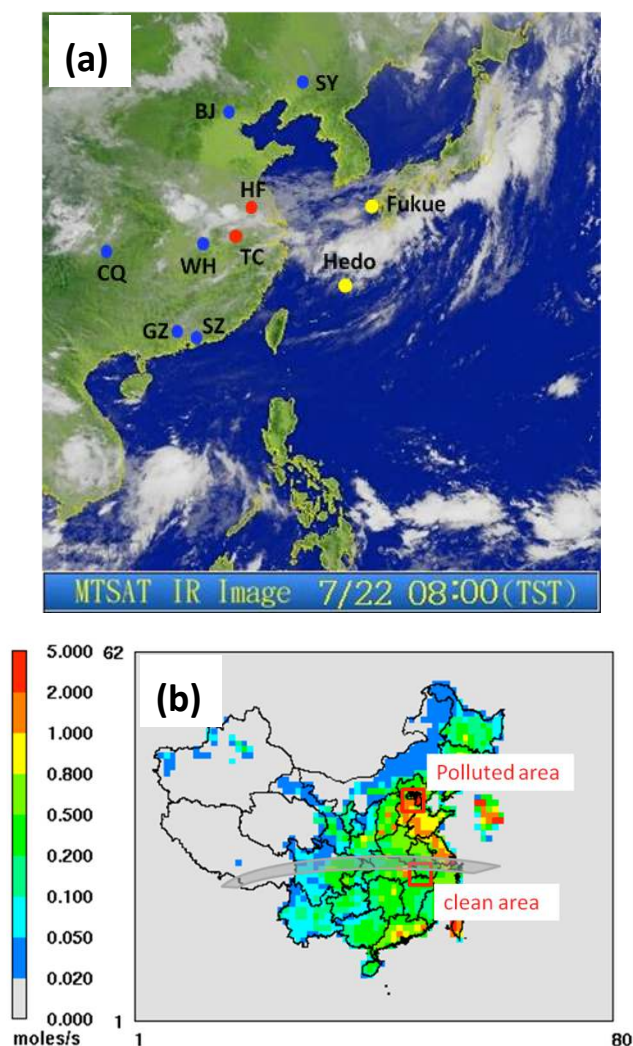 (a)
SY
BJ
HF
Fukue
TC
WH
CQ
Hedo
GZ
SZ
MTSAT IR Image 7/22 08:00(TST)
(b)
5.000
2.000
1.000
0.800
0.500
0.200
0.100
0.050
0.020
0.000
moles/s
62
1
1
80
Polluted area
clean area